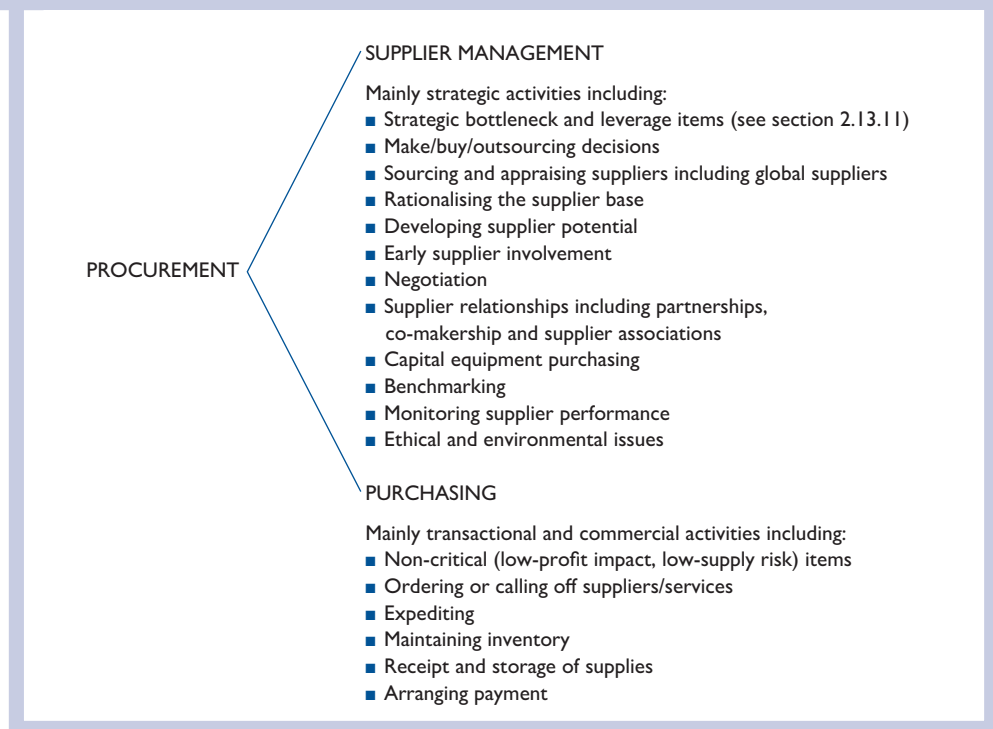 SUPPLIER MANAGEMENT
Mainly strategic activities including:
■ Strategic bottleneck and leverage items (see section 2.13.11)
■ Make/buy/outsourcing decisions
■ Sourcing and appraising suppliers including global suppliers
■ Rationalising the supplier base
■ Developing supplier potential
■ Early supplier involvement
PROCUREMENT
■ Negotiation
■ Supplier relationships including partnerships,
co-makership and supplier associations
■ Capital equipment purchasing
■ Benchmarking
■ Monitoring supplier performance
■ Ethical and environmental issues
PURCHASING
Mainly transactional and commercial activities including:
■ Non-critical (low-profit impact, low-supply risk) items
■ Ordering or calling off suppliers/services
■ Expediting
■ Maintaining inventory
■ Receipt and storage of supplies
■ Arranging payment